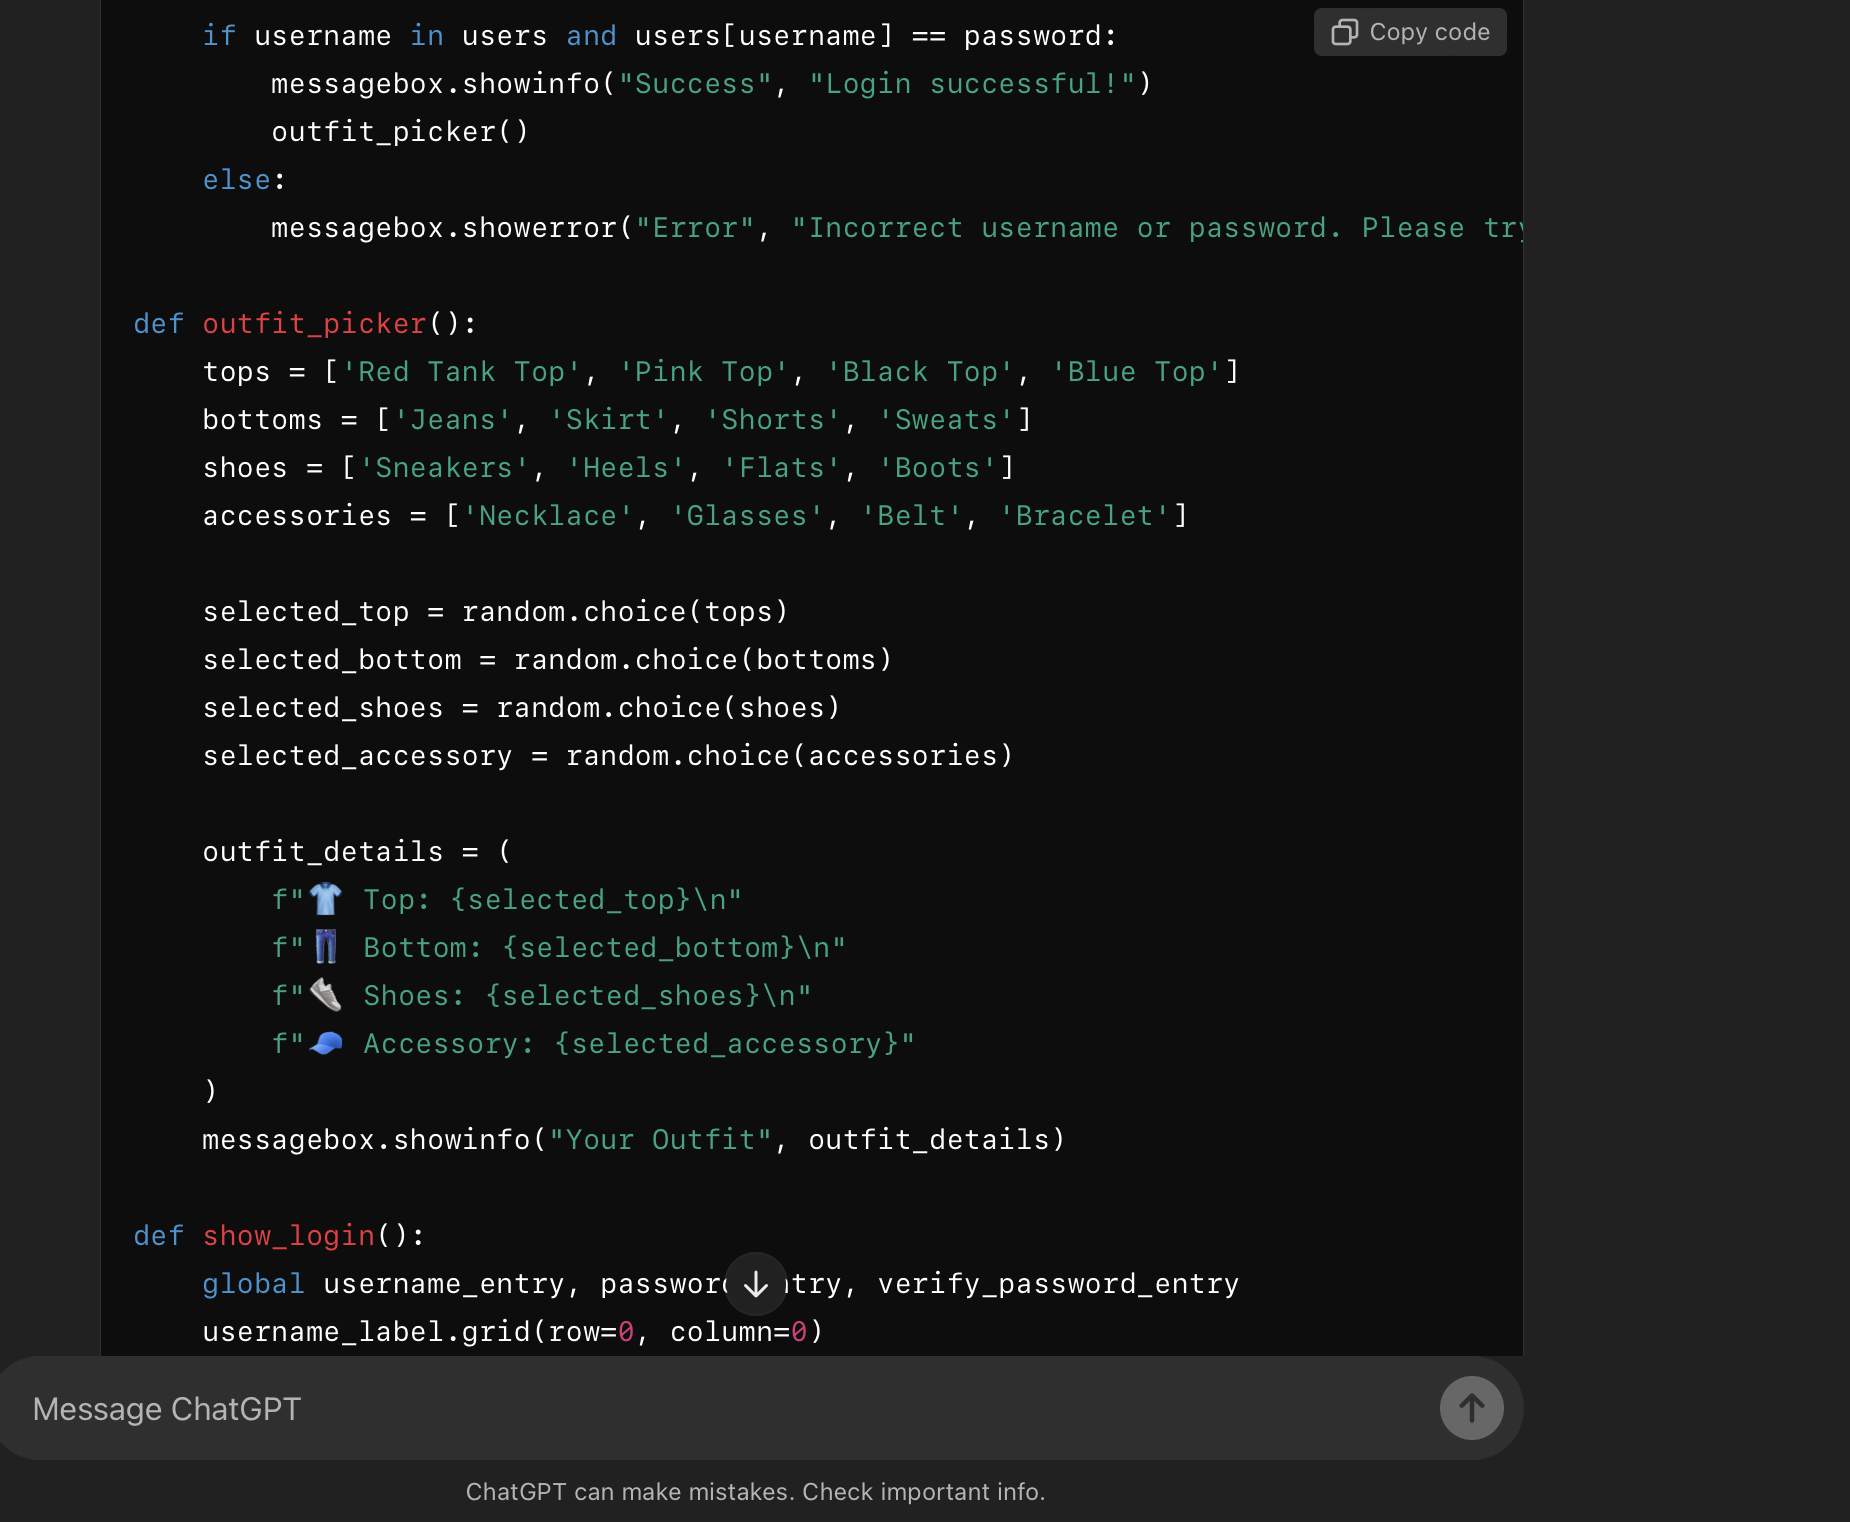 if username in users and users[username] == password:
Copy code
messagebox.showinfo("Success", "Login successful!")
outfit_picker()
else:
messagebox.showerror("Error", "Incorrect username or password. Please try
def outfit_picker():
tops = ['Red Tank Top', 'Pink Top', 'Black Top', 'Blue Top']
bottoms = ['Jeans', 'Skirt', 'Shorts', 'Sweats']
shoes = ['Sneakers', 'Heels', 'Flats', 'Boots']
accessories = ['Necklace', 'Glasses', 'Belt', 'Bracelet']
selected_top = random.choice(tops)
selected_bottom = random.choice(bottoms)
selected_shoes = random.choice(shoes)
selected_accessory = random.choice(accessories)
outfit_details = (
f"👕 Top: {selected_top}\n"
f"👖 Bottom: {selected_bottom}\n"
f"👟 Shoes: {selected_shoes}\n"
f"🧢 Accessory: {selected_accessory}"
)
messagebox.showinfo("Your Outfit", outfit_details)
def show_login():
global username_entry, verify_password_entry
username_label.grid(row=0, column=0)
Message ChatGPT
ChatGPT can make mistakes. Check important info.